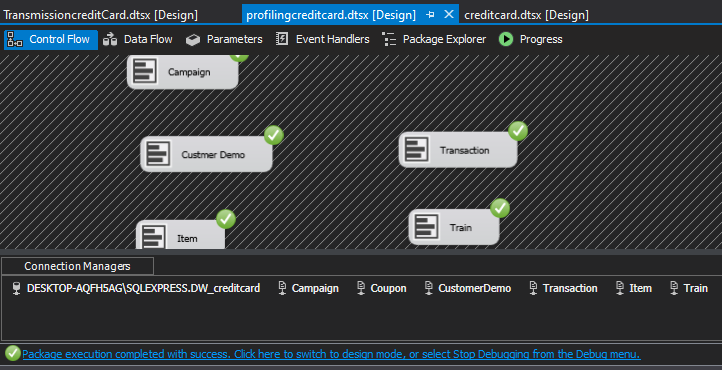 TransmissioncreditCard.dtsx [Design] profilingcreditcard.dtsx [Design] creditcard.dtsx [Design]
Control Flow Data Flow Parameters Event Handlers Package Explorer Progress
Campaign
Custmer Demo
Transaction
Item
Train
Connection Managers
DESKTOP-AQFH5AG\SQLEXPRESS.DW_creditcard Campaign Coupon CustomerDemo Transaction Item Train
Package execution completed with success. Click here to switch to design mode, or select Stop Debugging from the Debug menu.